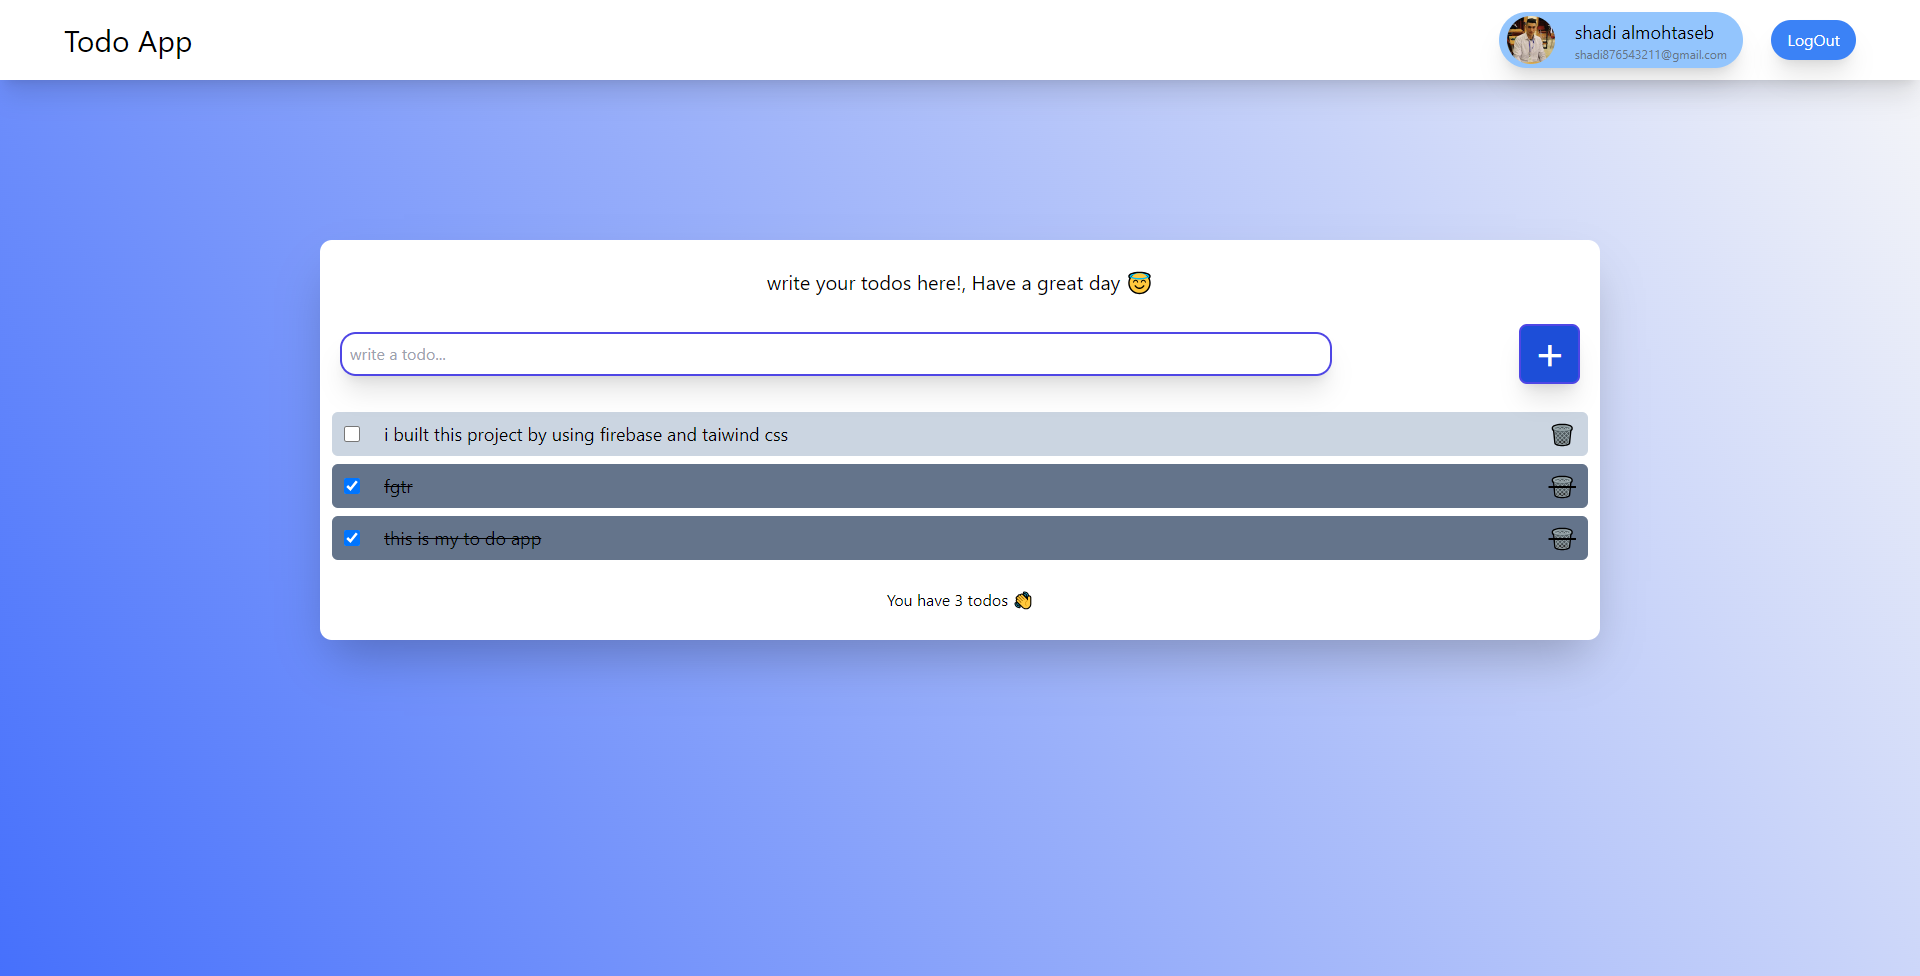 Todo App
shadi almohtaseb
shadi876543211@gmail.com
LogOut
write your todos here!, Have a great day 😇
write a todo...
+
i built this project by using firebase and taiwind css
fgtr
this is my to do app
You have 3 todos 👏